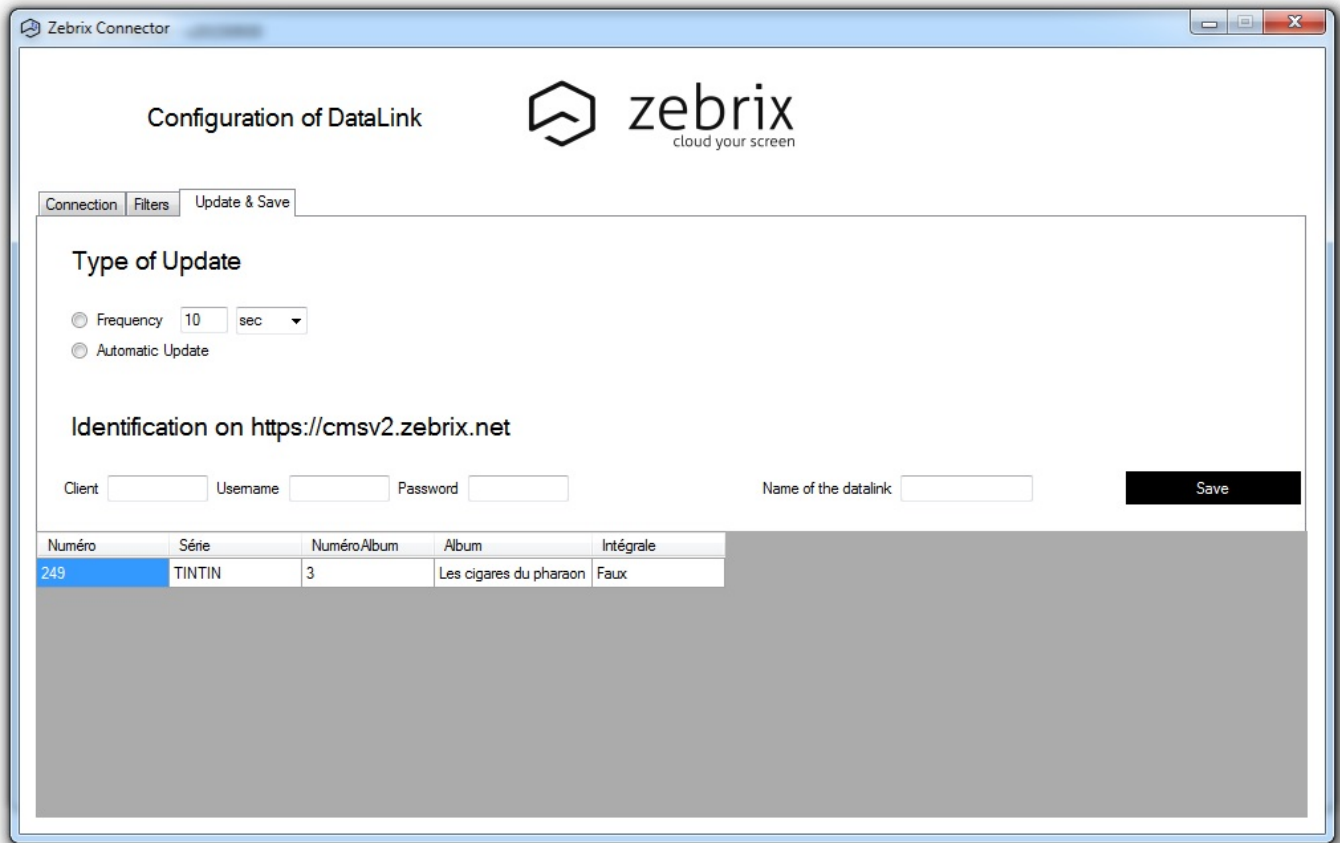 Zebrix Connector
Configuration of DataLink
zebrix
cloud your screen
Connection Filters Update & Save
Type of Update
Frequency 10 sec
Automatic Update
Identification on https://cmsv2.zebrix.net
Client Username Password Name of the datalink Save
Numéro Série NuméroAlbum Album Intégrale
249 TINTIN 3 Les cigares du pharaon Faux